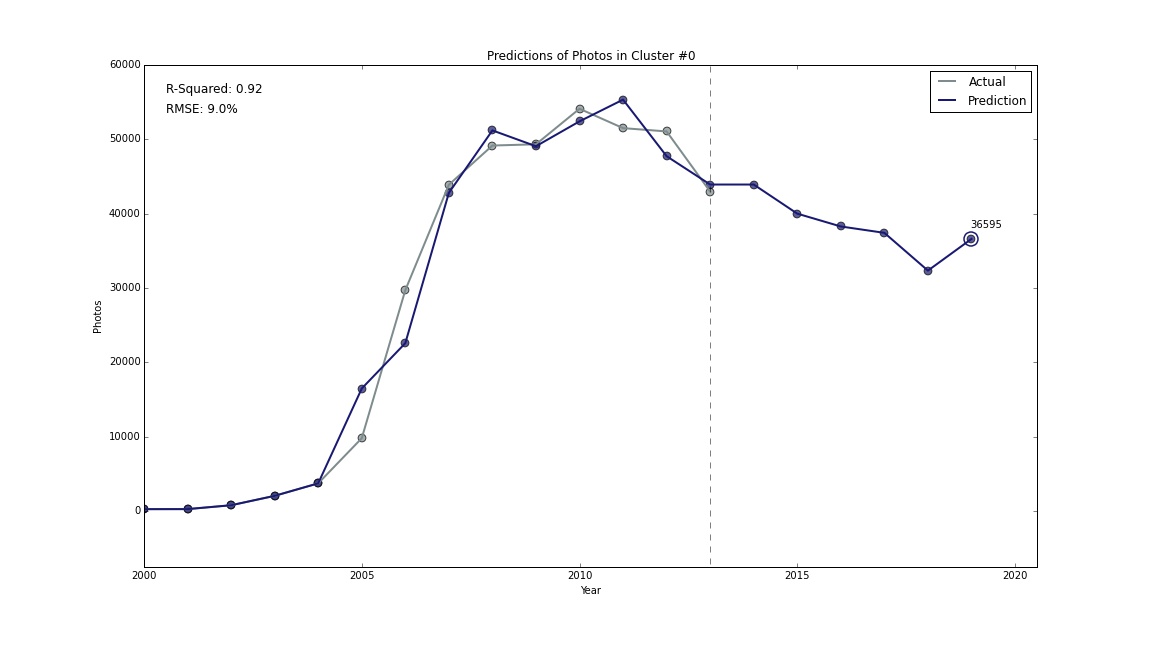 Predictions of Photos in Cluster #0
R-Squared: 0.92
RMSE: 9.0%
Actual
Prediction
60000
50000
40000
30000
20000
10000
0
Photos
36595
2000
2005
2010
2015
2020
Year